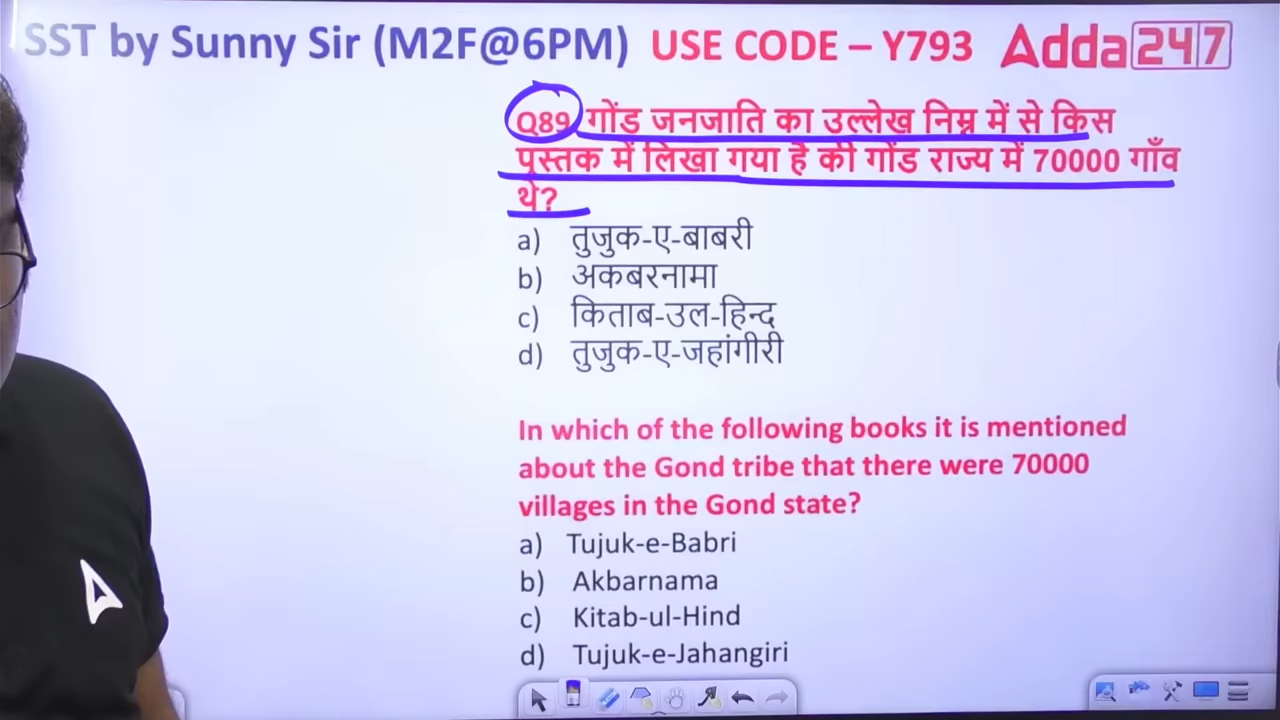 SST by Sunny Sir (M2F@6PM) USE CODE – Y793 Adda247
Q89 गोंड जनजाति का उल्लेख निम्न में से किस
पुस्तक में लिखा गया है की गोंड राज्य में 70000 गाँव
थे?
a) तुजुक-ए-बाबरी
b) अकबरनामा
c) किताब-उल-हिन्द
d) तुजुक-ए-जहांगीरी
In which of the following books it is mentioned
about the Gond tribe that there were 70000
villages in the Gond state?
a) Tujuk-e-Babri
b) Akbarnama
c) Kitab-ul-Hind
d) Tujuk-e-Jahangiri